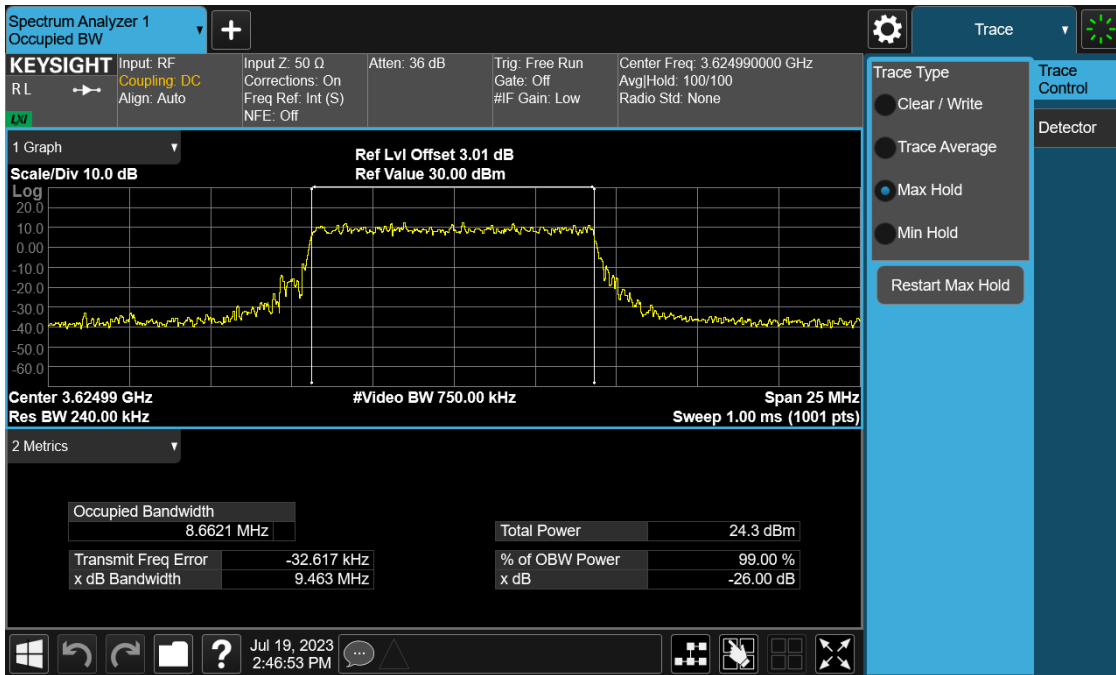 Spectrum Analyzer 1
Occupied BW
+
Trace
KEYSIGHT
RL
LXI
Input: RF
Coupling: DC
Align: Auto
Input Z: 50 Ω
Corrections: On
Freq Ref: Int (S)
NFE: Off
Atten: 36 dB
Trig: Free Run
Gate: Off
#IF Gain: Low
Center Freq: 3.624990000 GHz
Avg|Hold: 100/100
Radio Std: None
Trace Type
Clear / Write
Trace Average
Max Hold
Min Hold
Restart Max Hold
Trace
Control
Detector
1 Graph
Scale/Div 10.0 dB
Ref Lvl Offset 3.01 dB
Ref Value 30.00 dBm
Log
20.0
10.0
0.00
-10.0
-20.0
-30.0
-40.0
-50.0
-60.0
Center 3.62499 GHz
#Video BW 750.00 kHz
Span 25 MHz
Res BW 240.00 kHz
Sweep 1.00 ms (1001 pts)
2 Metrics
Occupied Bandwidth
8.6621 MHz
Total Power 24.3 dBm
Transmit Freq Error -32.617 kHz
% of OBW Power 99.00 %
x dB Bandwidth 9.463 MHz
x dB -26.00 dB
?
Jul 19, 2023
2:46:53 PM